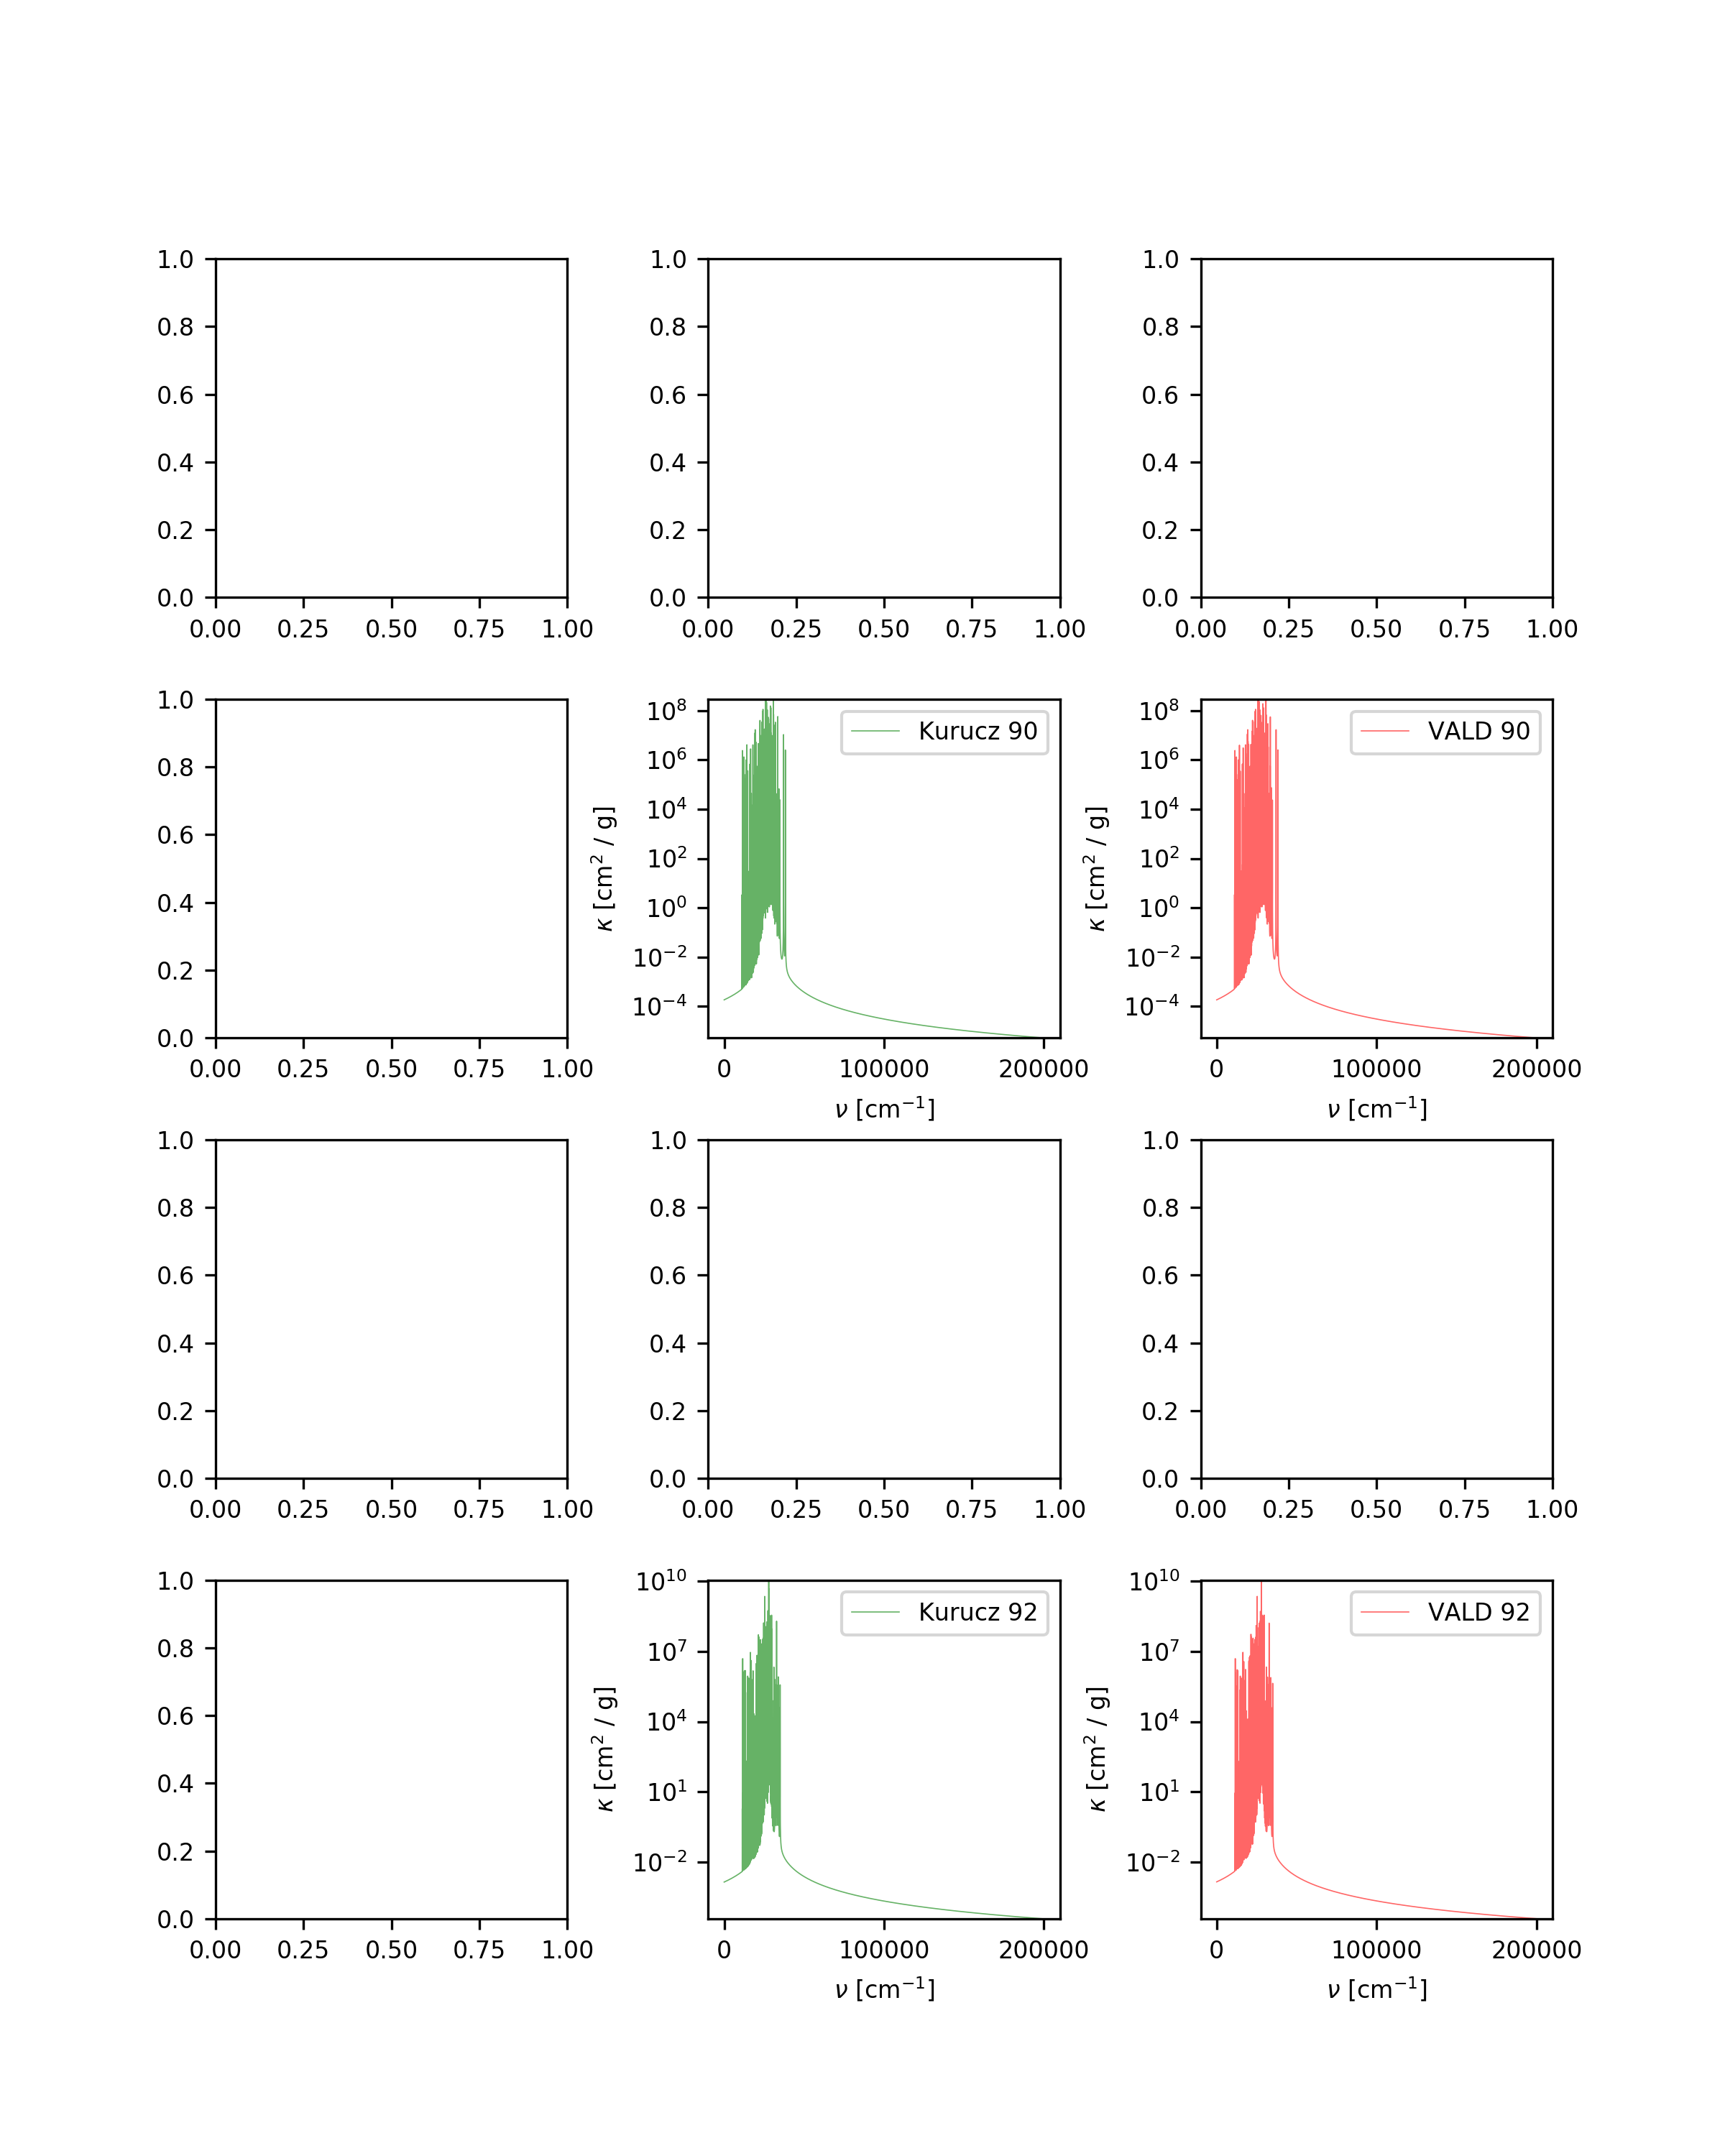 1.0 1.0 1.0
0.8 0.8 0.8
0.6 0.6 0.6
0.4 0.4 0.4
0.2 0.2 0.2
0.0 0.0 0.0
0.00 0.25 0.50 0.75 1.00 0.00 0.25 0.50 0.75 1.00 0.00 0.25 0.50 0.75 1.00
1.0
0.8
0.6
0.4
0.2
0.0
0.00 0.25 0.50 0.75 1.00
κ [cm² / g]
10⁸
10⁶
10⁴
10²
10⁰
10⁻²
10⁻⁴
Kurucz 90
0 100000 200000
ν [cm⁻¹]
κ [cm² / g]
10⁸
10⁶
10⁴
10²
10⁰
10⁻²
10⁻⁴
VALD 90
0 100000 200000
ν [cm⁻¹]
1.0 1.0 1.0
0.8 0.8 0.8
0.6 0.6 0.6
0.4 0.4 0.4
0.2 0.2 0.2
0.0 0.0 0.0
0.00 0.25 0.50 0.75 1.00 0.00 0.25 0.50 0.75 1.00 0.00 0.25 0.50 0.75 1.00
1.0
0.8
0.6
0.4
0.2
0.0
0.00 0.25 0.50 0.75 1.00
κ [cm² / g]
10¹⁰
10⁷
10⁴
10¹
10⁻²
Kurucz 92
0 100000 200000
ν [cm⁻¹]
κ [cm² / g]
10¹⁰
10⁷
10⁴
10¹
10⁻²
VALD 92
0 100000 200000
ν [cm⁻¹]